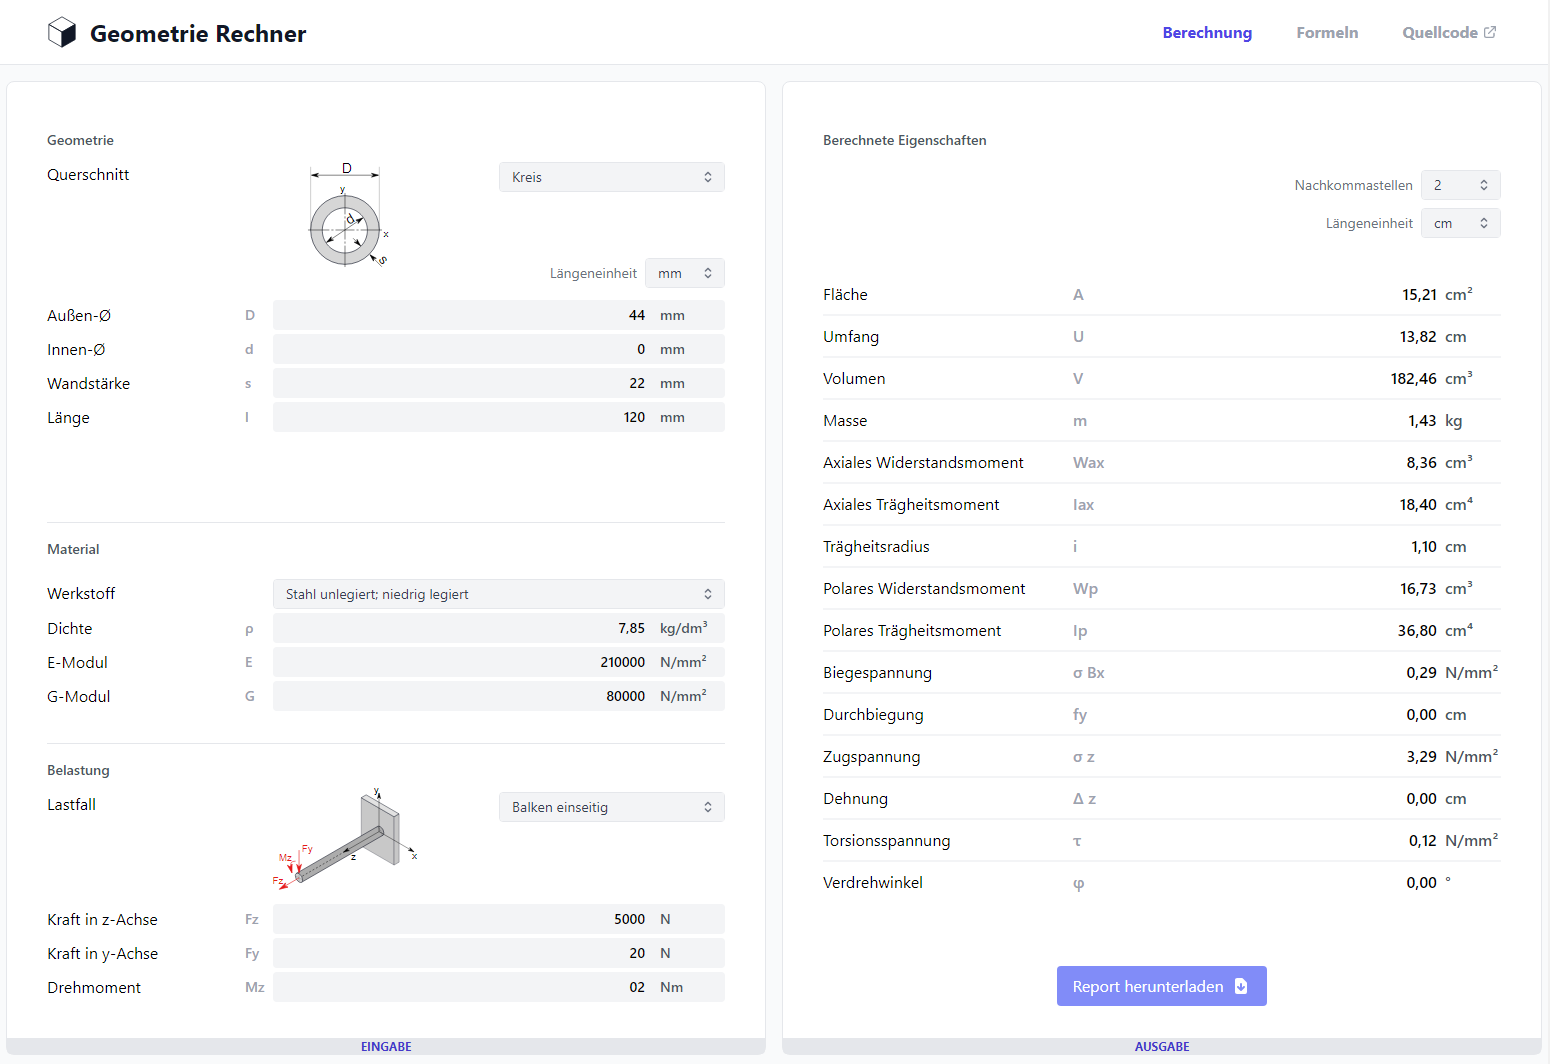 Geometrie Rechner
Berechnung Formeln Quellcode
Geometrie
Querschnitt
D
y
d
x
s
Kreis
Längeneinheit mm
Außen-Ø D 44 mm
Innen-Ø d 0 mm
Wandstärke s 22 mm
Länge l 120 mm
Material
Werkstoff Stahl unlegiert; niedrig legiert
Dichte ρ 7,85 kg/dm³
E-Modul E 210000 N/mm²
G-Modul G 80000 N/mm²
Belastung
Lastfall
y
Fy
Mz
z
x
Fz
Balken einseitig
Kraft in z-Achse Fz 5000 N
Kraft in y-Achse Fy 20 N
Drehmoment Mz 02 Nm
EINGABE
Berechnete Eigenschaften
Nachkommastellen 2
Längeneinheit cm
Fläche A 15,21 cm²
Umfang U 13,82 cm
Volumen V 182,46 cm³
Masse m 1,43 kg
Axiales Widerstandsmoment Wax 8,36 cm³
Axiales Trägheitsmoment Iax 18,40 cm⁴
Trägheitsradius i 1,10 cm
Polares Widerstandsmoment Wp 16,73 cm³
Polares Trägheitsmoment Ip 36,80 cm⁴
Biegespannung σ Bx 0,29 N/mm²
Durchbiegung fy 0,00 cm
Zugspannung σ z 3,29 N/mm²
Dehnung Δ z 0,00 cm
Torsionsspannung τ 0,12 N/mm²
Verdrehwinkel φ 0,00 °
Report herunterladen
AUSGABE